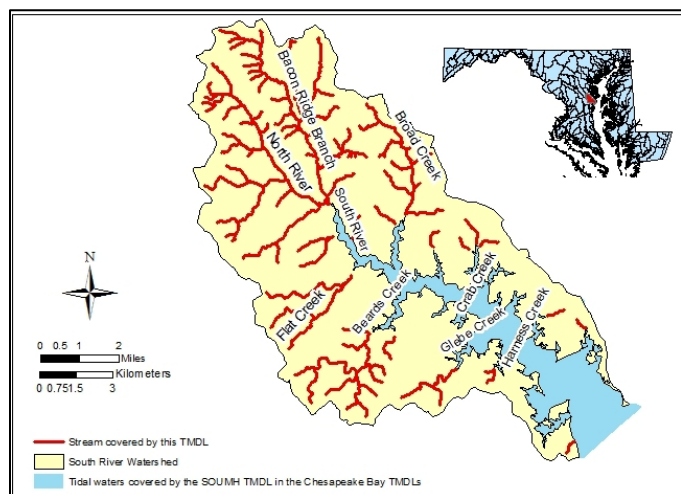 Bacon Ridge Branch
Broad Creek
North River
South River
Flat Creek
Beards Creek
Crab Creek
Glebe Creek
Harness Creek
N
0 0.5 1 2
Miles
Kilometers
0 0.75 1.5 3
Stream covered by this TMDL
South River Watershed
Tidal waters covered by the SOUMH TMDL in the Chesapeake Bay TMDLs